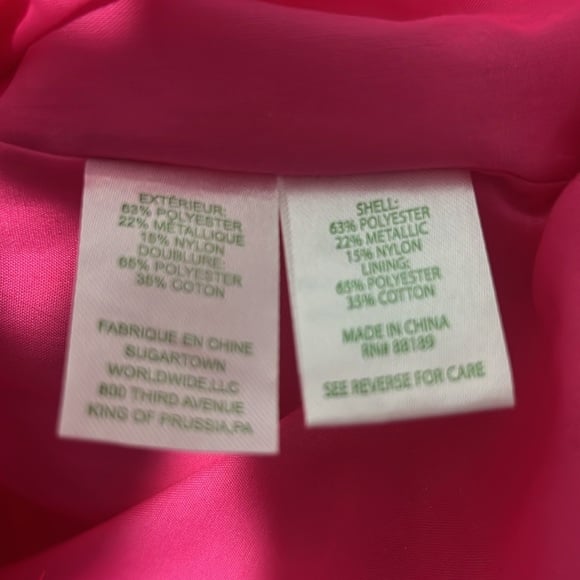 EXTÉRIEUR:
63% POLYESTER
22% METALLIQUE
15% NYLON
DOUBLURE:
65% POLYESTER
35% COTON
FABRIQUE EN CHINE
SUGARTOWN
WORLDWIDE,LLC
800 THIRD AVENUE
KING OF PRUSSIA,PA
SHELL:
63% POLYESTER
22% METALLIC
15% NYLON
LINING:
65% POLYESTER
35% COTTON
MADE IN CHINA
RN# 88189
SEE REVERSE FOR CARE